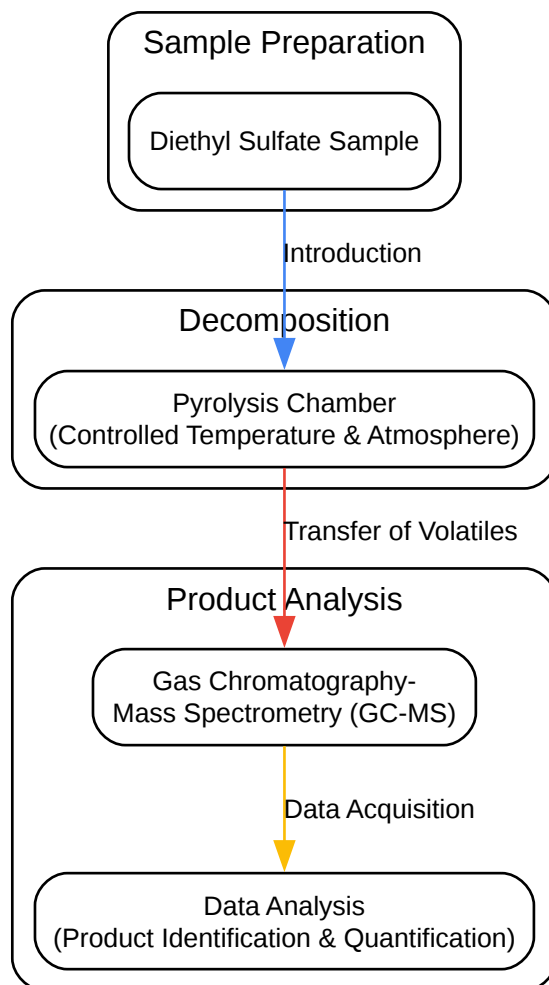 Sample Preparation
Diethyl Sulfate Sample
Introduction
Decomposition
Pyrolysis Chamber
(Controlled Temperature & Atmosphere)
Transfer of Volatiles
Product Analysis
Gas Chromatography-
Mass Spectrometry (GC-MS)
Data Acquisition
Data Analysis
(Product Identification & Quantification)